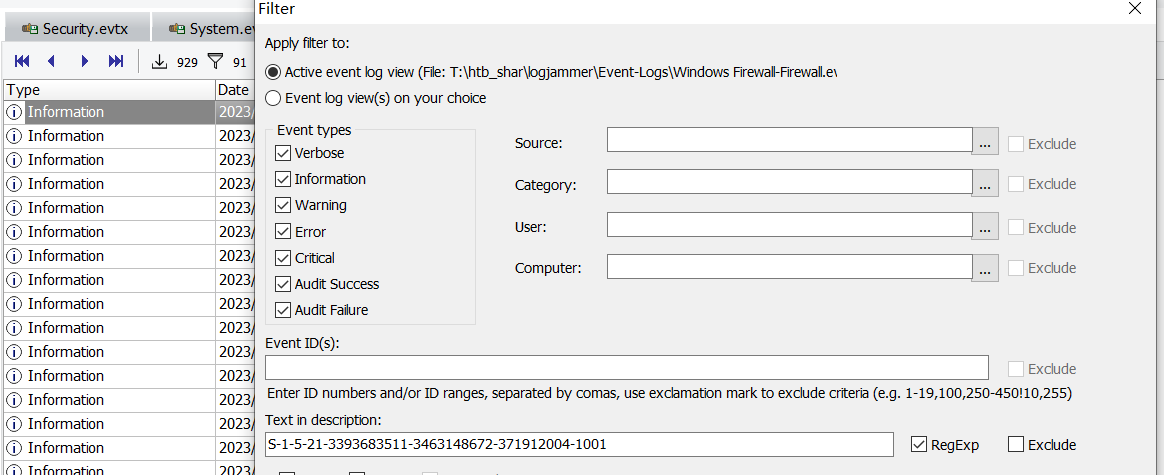 Filter
Security.evtx
System.ev
Apply filter to:
929
91
Active event log view (File: T:\htb_shar\logjammer\Event-Logs\Windows Firewall-Firewall.ev
Event log view(s) on your choice
Type
Date
Information
2023/
Information
2023/
Information
2023/
Information
2023/
Information
2023/
Information
2023/
Information
2023/
Information
2023/
Information
2023/
Information
2023/
Information
2023/
Information
2023/
Information
2023/
Information
2023/
Information
2023/
Information
2023/
Event types
Verbose
Information
Warning
Error
Critical
Audit Success
Audit Failure
Source:
...
Exclude
Category:
...
Exclude
User:
...
Exclude
Computer:
...
Exclude
Event ID(s):
Exclude
Enter ID numbers and/or ID ranges, separated by comas, use exclamation mark to exclude criteria (e.g. 1-19,100,250-450!10,255)
Text in description:
S-1-5-21-3393683511-3463148672-371912004-1001
RegExp
Exclude